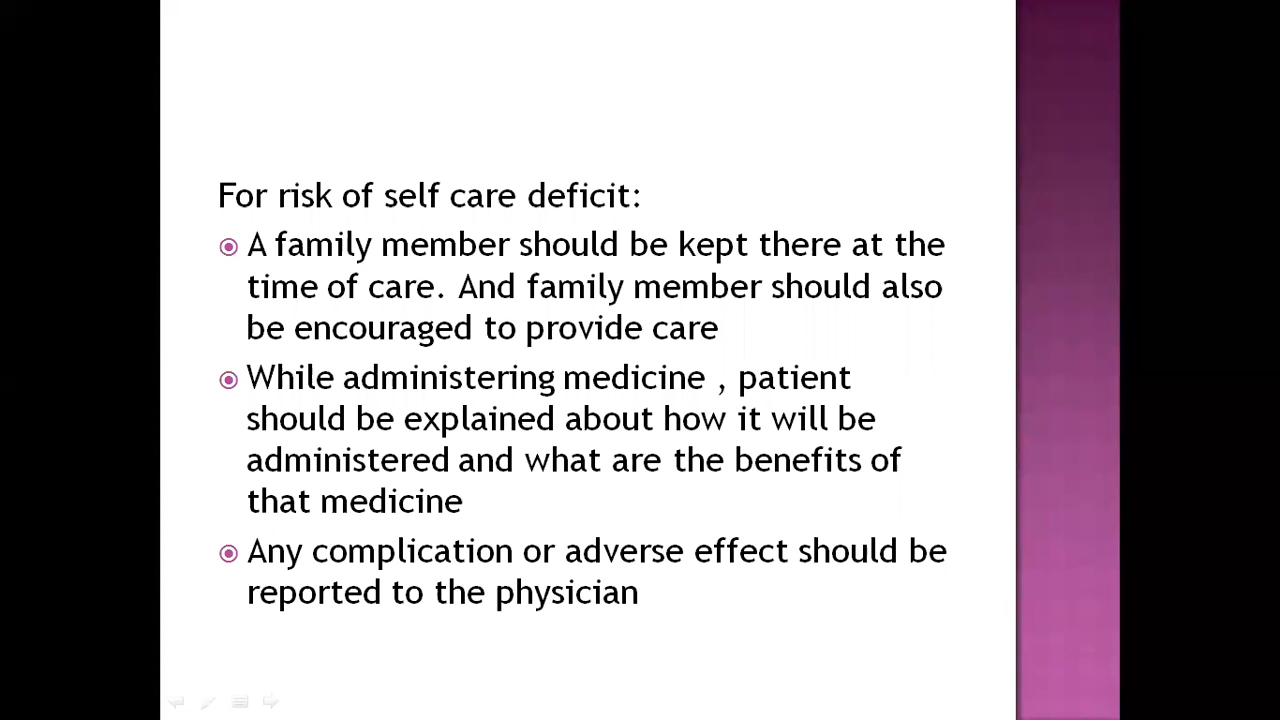 For risk of self care deficit:
A family member should be kept there at the
time of care. And family member should also
be encouraged to provide care
While administering medicine , patient
should be explained about how it will be
administered and what are the benefits of
that medicine
Any complication or adverse effect should be
reported to the physician